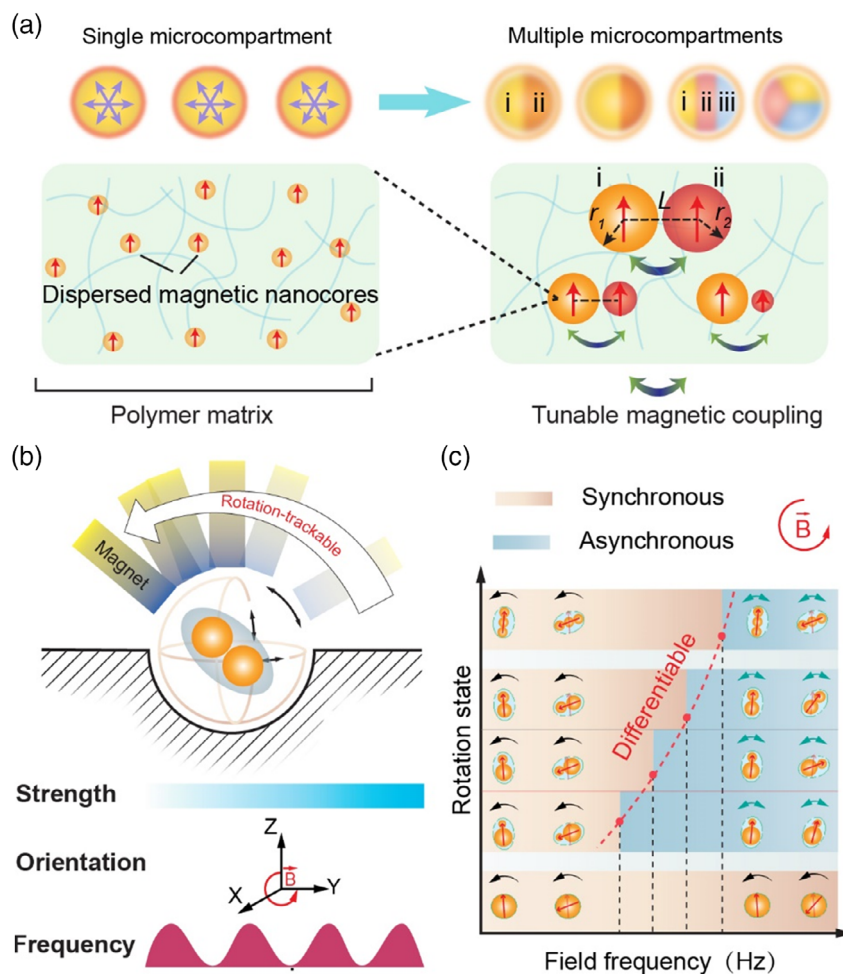 (a)
Single microcompartment
Multiple microcompartments
i ii
i ii iii
i
ii
L
r1
r2
Dispersed magnetic nanocores
Polymer matrix
Tunable magnetic coupling
(b)
Rotation-trackable
Magnet
Strength
Orientation
Z
B
X
Y
Frequency
(c)
Synchronous
Asynchronous
B
Differentiable
Rotation state
Field frequency (Hz)